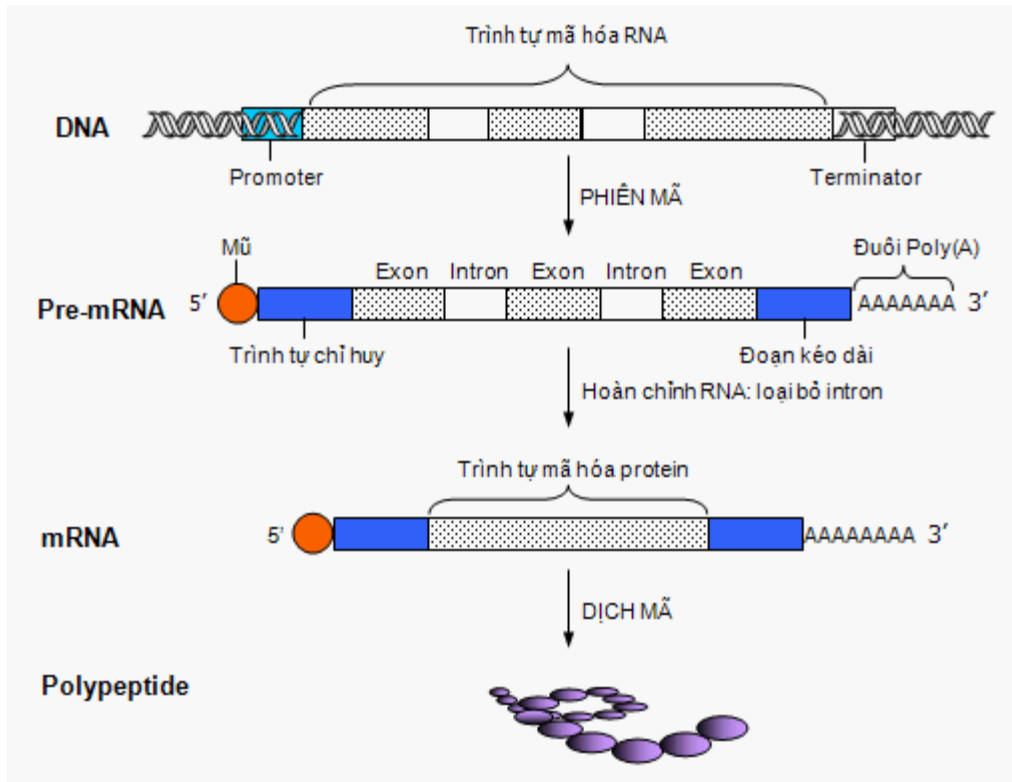 Trình tự mã hóa RNA
DNA
Promoter
Terminator
PHIÊN MÃ
Mũ
Đuôi Poly(A)
Exon Intron Exon Intron Exon
Pre-mRNA 5′ AAAAAAA 3′
Trình tự chỉ huy
Đoạn kéo dài
Hoàn chỉnh RNA: loại bỏ intron
Trình tự mã hóa protein
mRNA 5′ AAAAAAAA 3′
DỊCH MÃ
Polypeptide